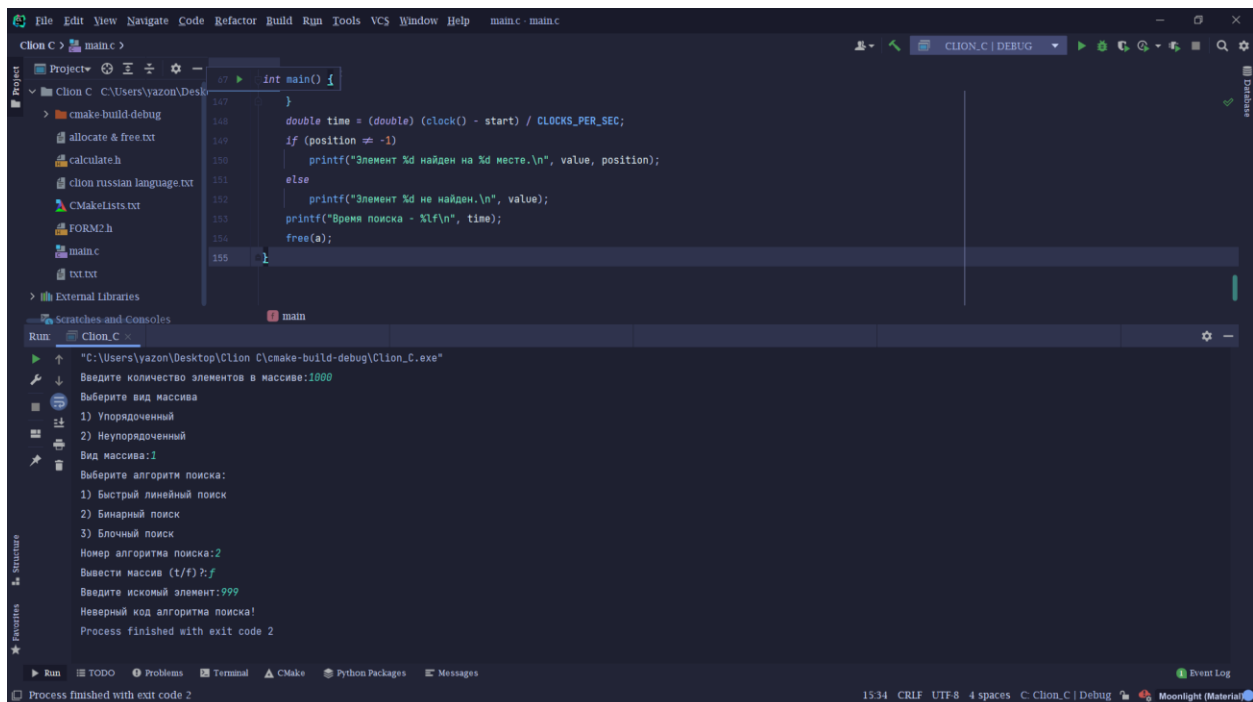 File Edit View Navigate Code Refactor Build Run Tools VCS Window Help main.c - main.c
Clion C > main.c >
CLION_C | DEBUG
Project
67 int main() {
Clion C C:\Users\yazon\Desk
147 }
cmake-build-debug
148 double time = (double) (clock() - start) / CLOCKS_PER_SEC;
allocate & free.txt
149 if (position ≠ -1)
calculate.h
150 printf("Элемент %d найден на %d месте.\n", value, position);
clion russian language.txt
151 else
CMakeLists.txt
152 printf("Элемент %d не найден.\n", value);
FORM2.h
153 printf("Время поиска - %lf\n", time);
main.c
154 free(a);
txt.txt
155 }
External Libraries
Scratches and Consoles
main
Project
Database
Run: Clion_C ×
"C:\Users\yazon\Desktop\Clion C\cmake-build-debug\Clion_C.exe"
Введите количество элементов в массиве:1000
Выберите вид массива
1) Упорядоченный
2) Неупорядоченный
Вид массива:1
Выберите алгоритм поиска:
1) Быстрый линейный поиск
2) Бинарный поиск
3) Блочный поиск
Номер алгоритма поиска:2
Вывести массив (t/f)?:f
Введите искомый элемент:999
Неверный код алгоритма поиска!
Process finished with exit code 2
Structure
Favorites
Run TODO Problems Terminal CMake Python Packages Messages
1 Event Log
Process finished with exit code 2
15:34 CRLF UTF-8 4 spaces C: Clion_C | Debug Moonlight (Material)